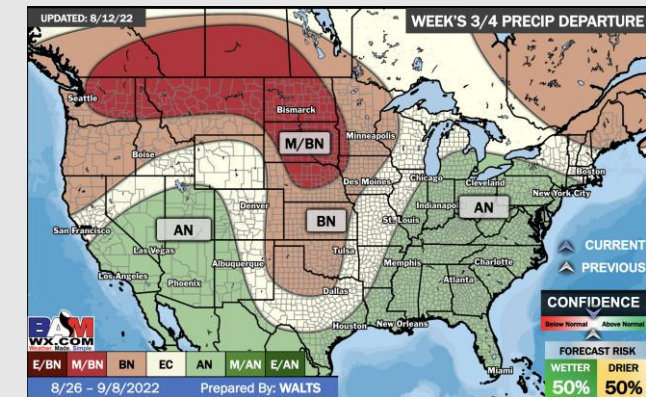 UPDATED: 8/12/22
WEEK'S 3/4 PRECIP DEPARTURE
Seattle
Bismarck
M/BN
Minneapolis
Boise
Boston
Chicago
Cleveland
New York City
Des Moines
Denver
Indianapolis
AN
San Francisco
AN
BN
St. Louis
Las Vegas
CURRENT
Tulsa
Albuquerque
Memphis
Charlotte
PREVIOUS
Los Angeles
Phoenix
Atlanta
Dallas
CONFIDENCE
Below Normal
Above Normal
Houston
New Orleans
BAM
WX.COM
Weather. Made. Simple.
FORECAST RISK
Miami
WETTER
DRIER
50%
50%
E/BN M/BN BN EC AN M/AN E/AN
8/26 - 9/8/2022
Prepared By: WALTS